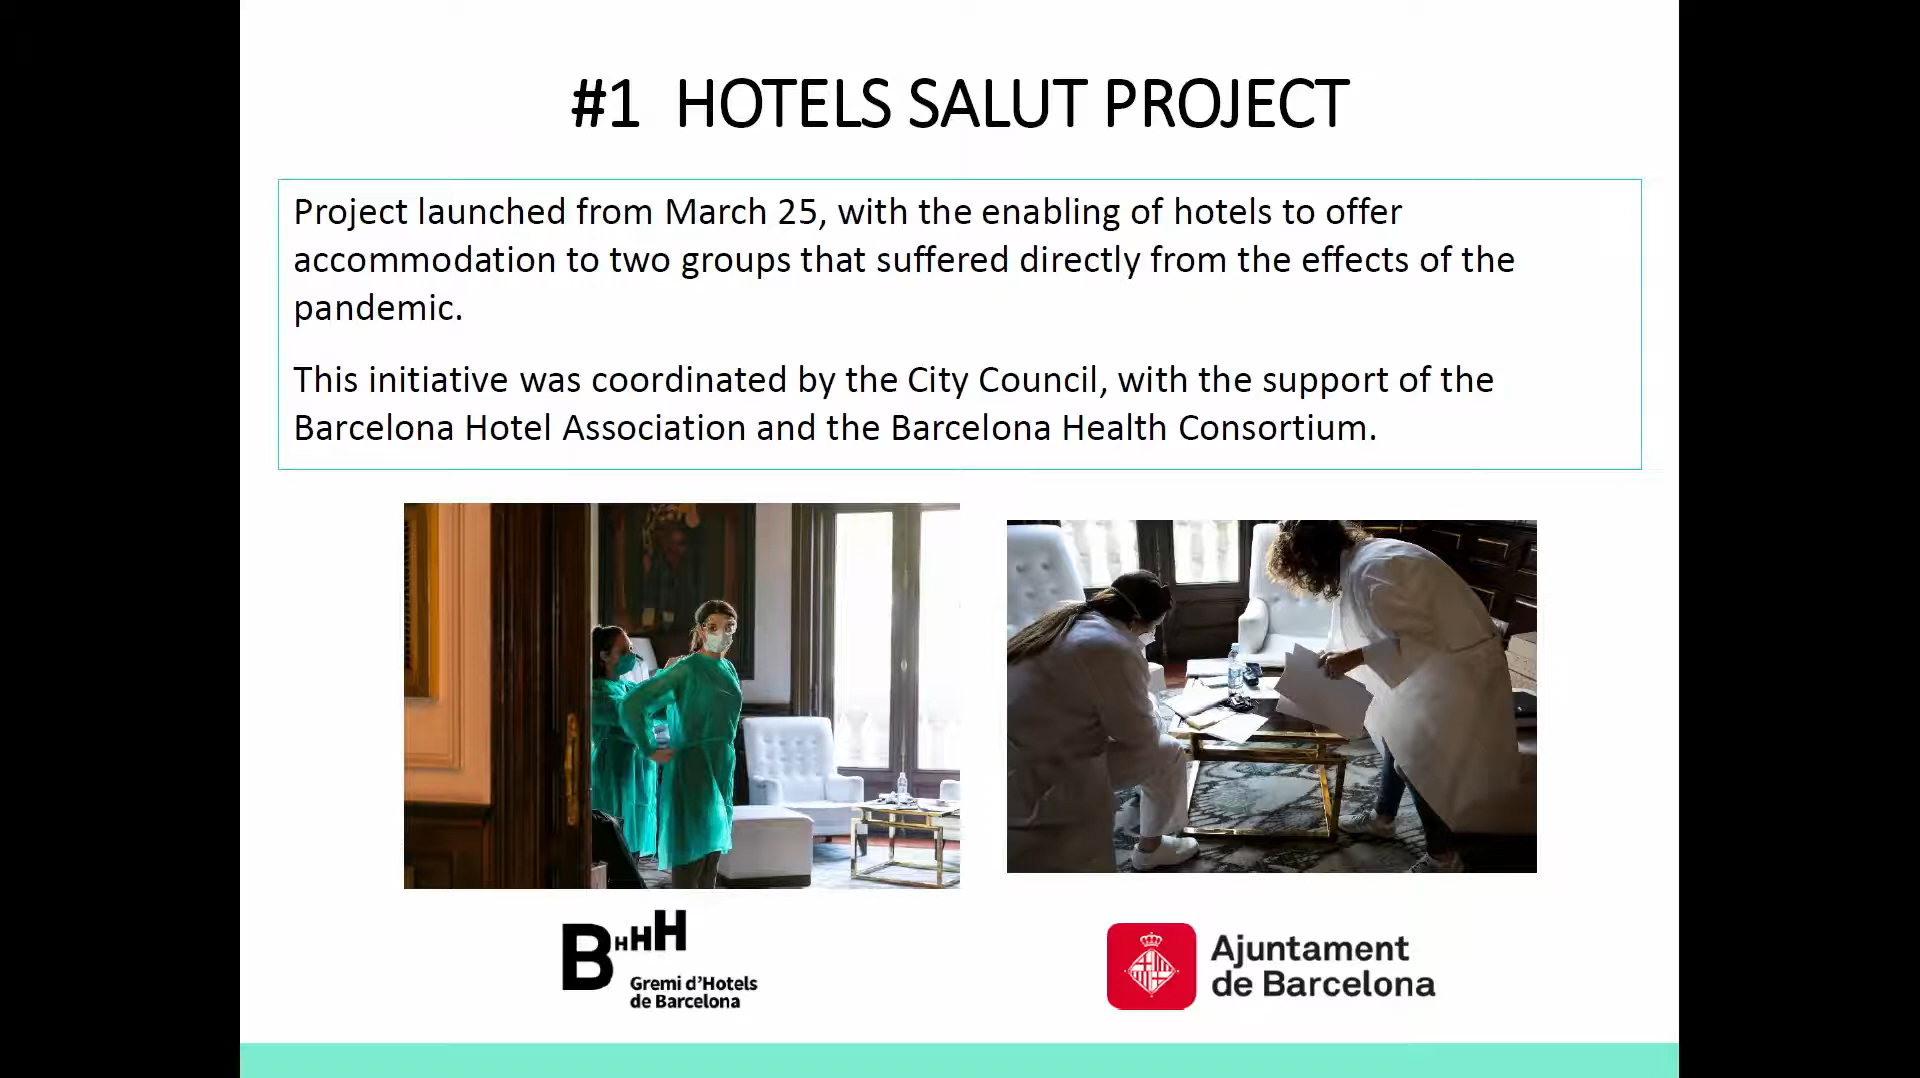 #1 HOTELS SALUT PROJECT
Project launched from March 25, with the enabling of hotels to offer
accommodation to two groups that suffered directly from the effects of the
pandemic.
This initiative was coordinated by the City Council, with the support of the
Barcelona Hotel Association and the Barcelona Health Consortium.
BHHH
Gremi d'Hotels
de Barcelona
Ajuntament
de Barcelona